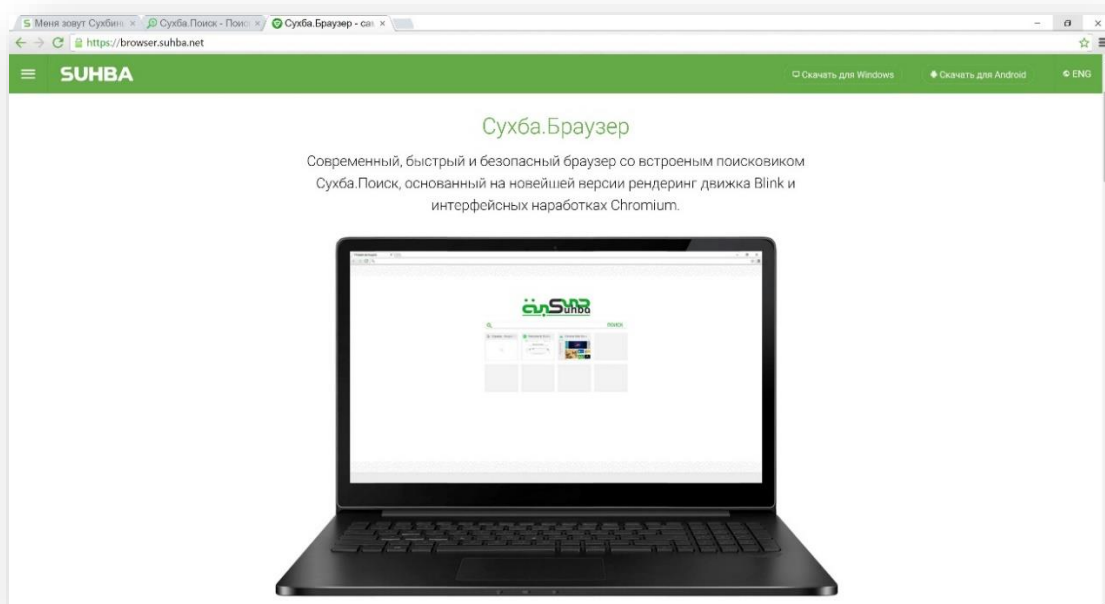 Меня зовут Сухбин
Сухба.Поиск - Поис
Сухба.Браузер - сам
https://browser.suhba.net
SUHBA
Скачать для Windows
Скачать для Android
ENG
Сухба.Браузер
Современный, быстрый и безопасный браузер со встроеным поисковиком
Сухба.Поиск, основанный на новейшей версии рендеринг движка Blink и
интерфейсных наработках Chromium.
Suhba
ПОИСК